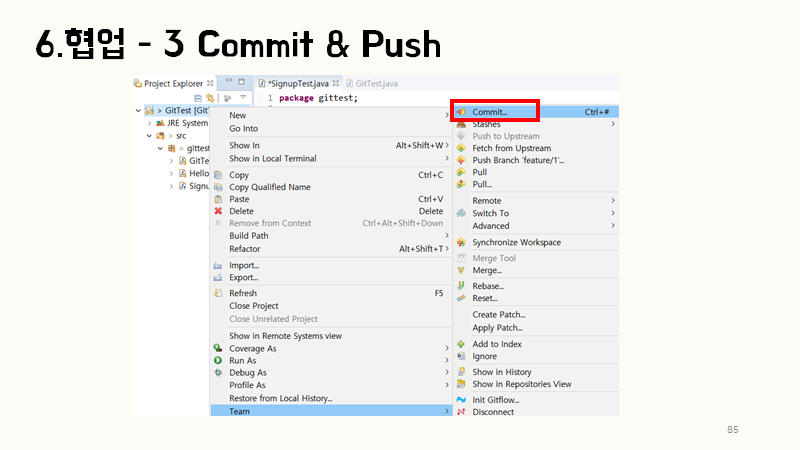 6.협업 - 3 Commit & Push
Project Explorer
*SignupTest.java
GitTest.java
1 package gittest;
> GitTest [GitT
JRE System
> src
> gittest
GitTe
Hello
Signu
New
Go Into
Show In Alt+Shift+W >
Show in Local Terminal >
Copy Ctrl+C
Copy Qualified Name
Paste Ctrl+V
Delete Delete
Remove from Context Ctrl+Alt+Shift+Down
Build Path >
Refactor Alt+Shift+T >
Import...
Export...
Refresh F5
Close Project
Close Unrelated Project
Show in Remote Systems view
Coverage As >
Run As >
Debug As >
Profile As >
Restore from Local History...
Team >
Commit... Ctrl+#
Stashes >
Push to Upstream
Fetch from Upstream
Push Branch 'feature/1'...
Pull
Pull...
Remote >
Switch To >
Advanced >
Synchronize Workspace
Merge Tool
Merge...
Rebase...
Reset...
Create Patch...
Apply Patch...
Add to Index
Ignore
Show in History
Show in Repositories View
Init Gitflow...
Disconnect
85